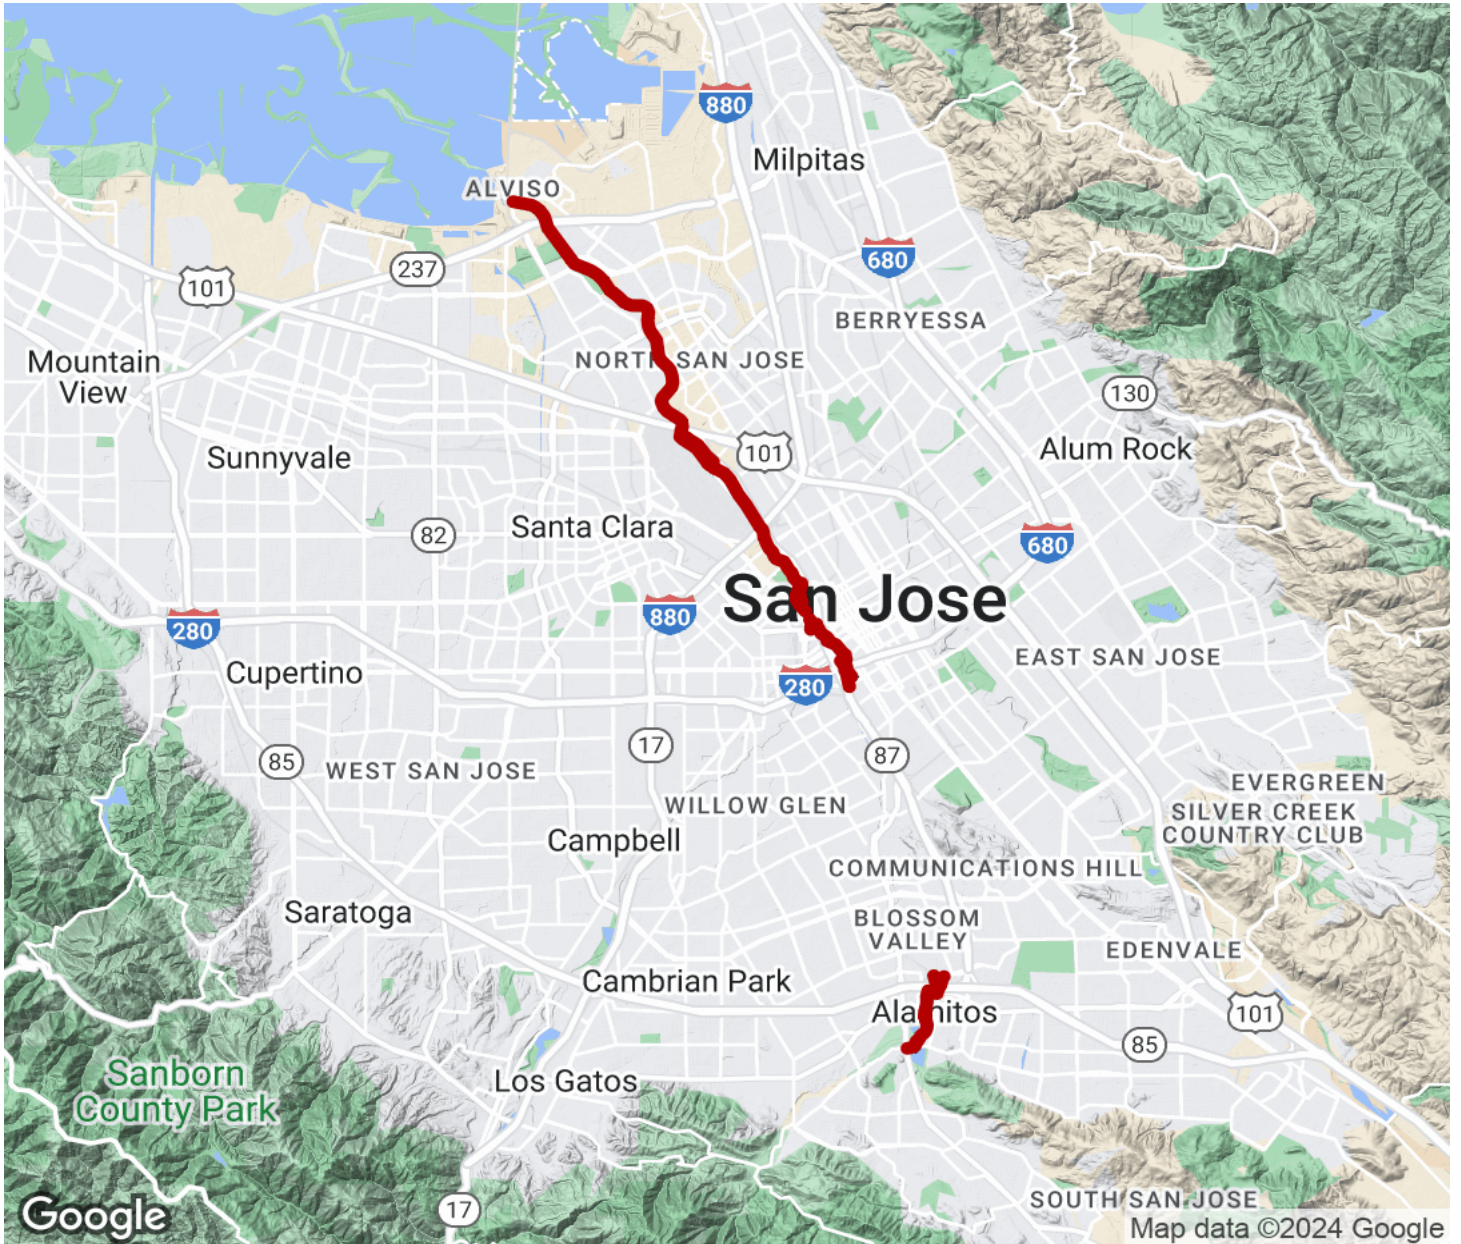 880
Milpitas
ALVISO
680
237
101
BERRYESSA
NORTH SAN JOSE
Mountain
View
130
101
Alum Rock
Sunnyvale
Santa Clara
82
680
San Jose
880
280
EAST SAN JOSE
Cupertino
280
17
87
85
WEST SAN JOSE
EVERGREEN
WILLOW GLEN
SILVER CREEK
COUNTRY CLUB
Campbell
COMMUNICATIONS HILL
Saratoga
BLOSSOM
VALLEY
EDENVALE
Cambrian Park
Alamitos
101
85
Sanborn
County Park
Los Gatos
SOUTH SAN JOSE
17
Google
Map data ©2024 Google